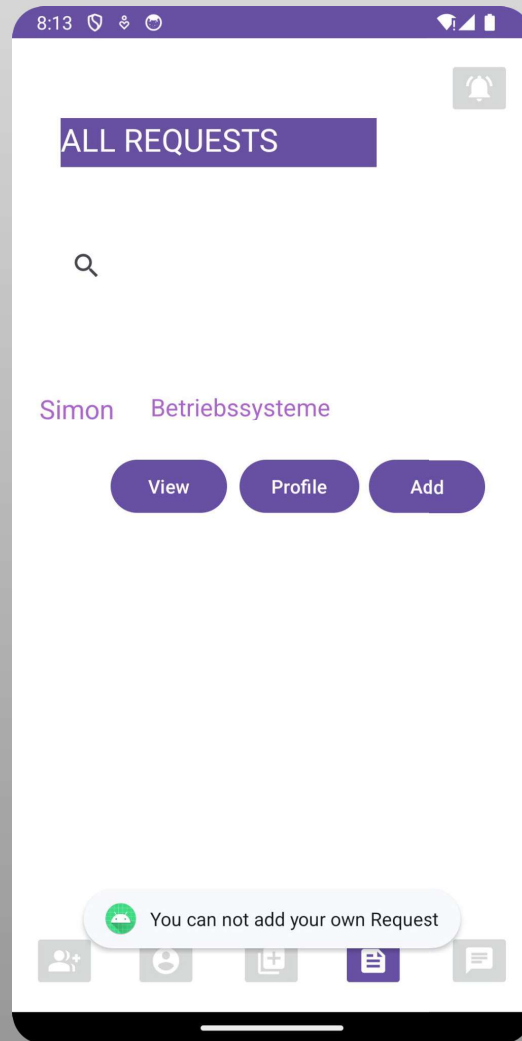 8:13
ALL REQUESTS
Simon Betriebssysteme
View Profile Add
You can not add your own Request